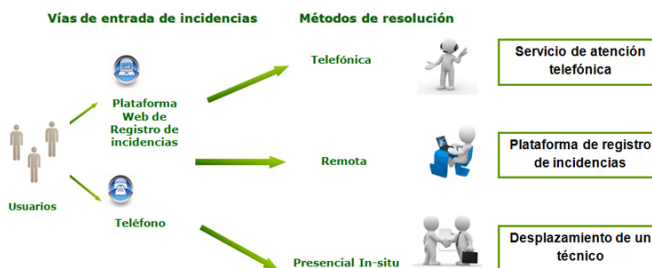 Vías de entrada de incidencias
Métodos de resolución
Telefónica
Servicio de atención
telefónica
Plataforma
Web de
Registro de
incidencias
Remota
Plataforma de registro
de incidencias
Usuarios
Teléfono
Presencial In-situ
Desplazamiento de un
técnico